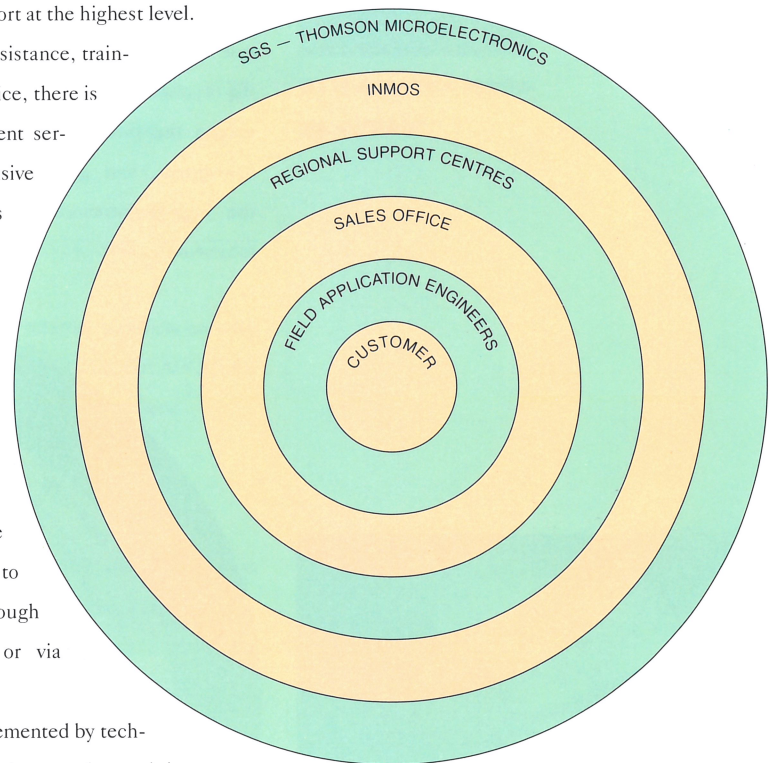 ort at the highest level.
sistance, train-
ice, there is
ent ser-
sive
s
e
to
ough
or via
emented by tech-
SGS — THOMSON MICROELECTRONICS
INMOS
REGIONAL SUPPORT CENTRES
SALES OFFICE
FIELD APPLICATION ENGINEERS
CUSTOMER